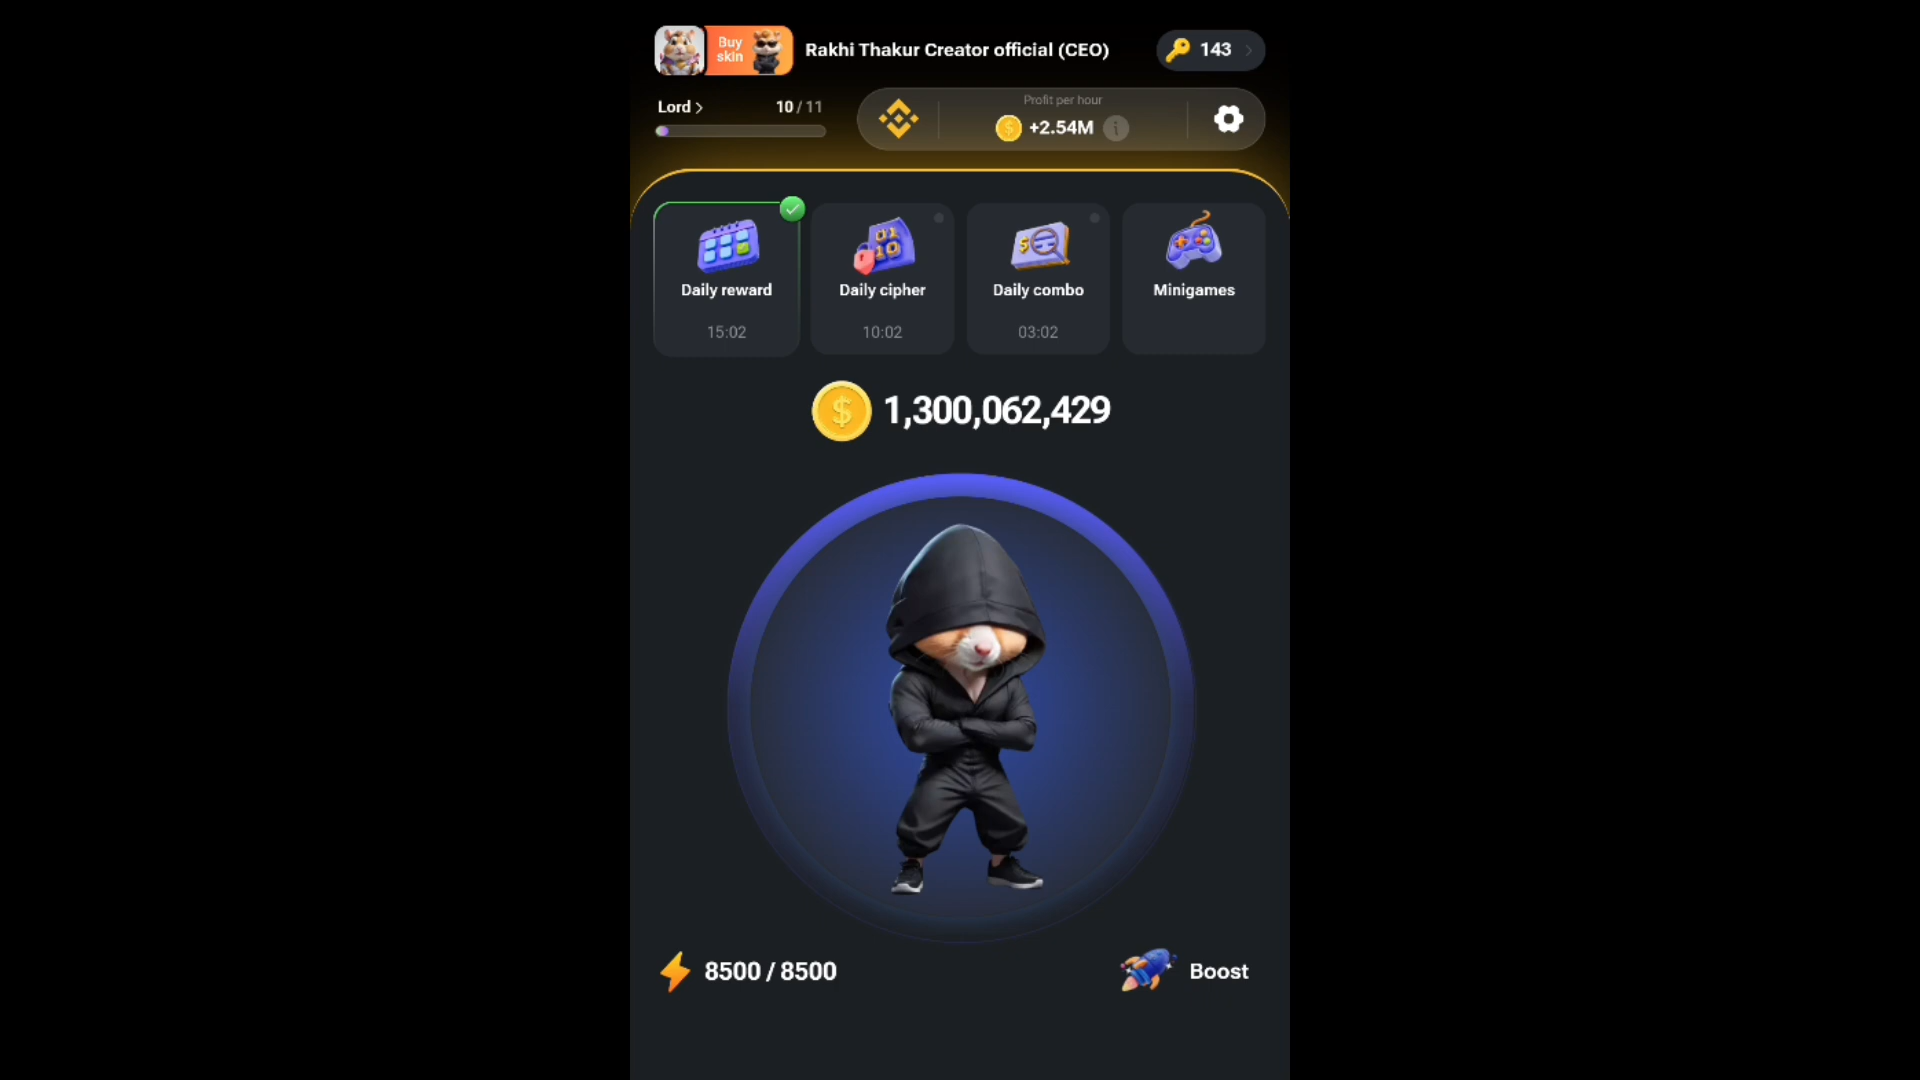 Buy
skin
Rakhi Thakur Creator official (CEO)
143
Lord
10 / 11
Profit per hour
+2.54M
Daily reward
15:02
Daily cipher
10:02
Daily combo
03:02
Minigames
1,300,062,429
8500 / 8500
Boost